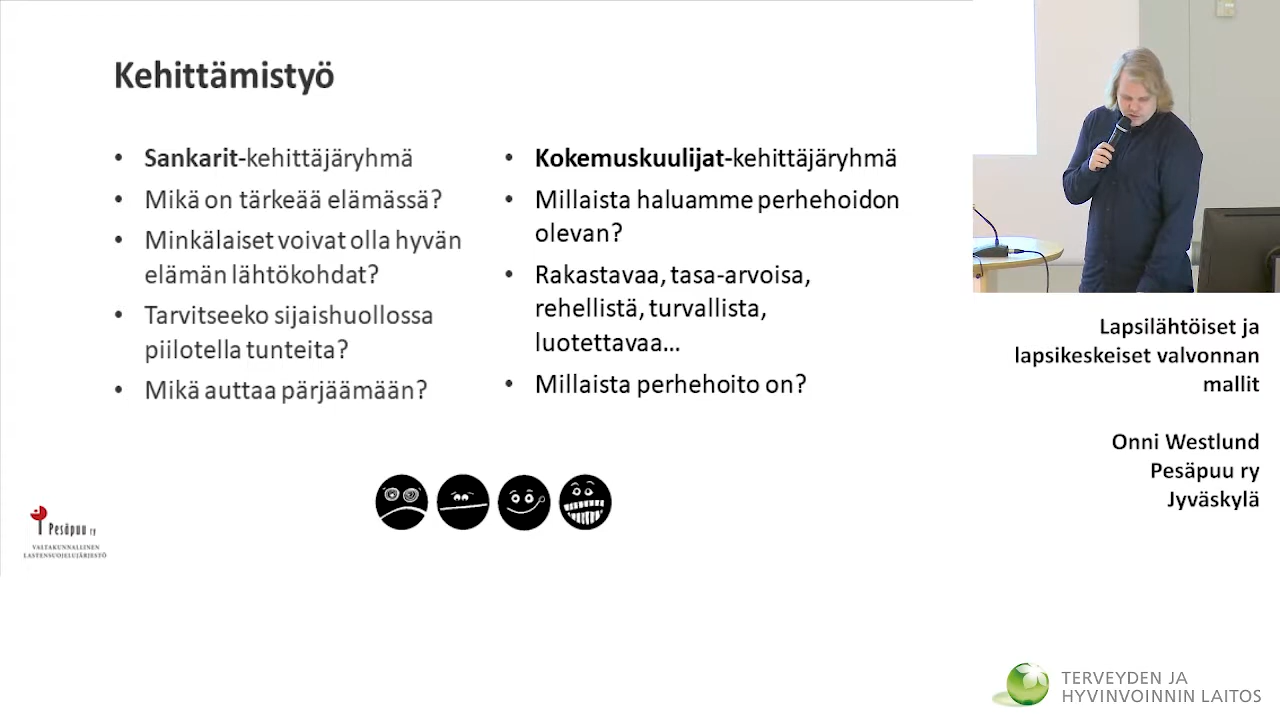 Kehittämistyö
• Sankarit-kehittäjäryhmä
• Mikä on tärkeää elämässä?
• Minkälaiset voivat olla hyvän
elämän lähtökohdat?
• Tarvitseeko sijaishuollossa
piilotella tunteita?
• Mikä auttaa pärjäämään?
• Kokemuskuulijat-kehittäjäryhmä
• Millaista haluamme perhehoidon
olevan?
• Rakastavaa, tasa-arvoisa,
rehellistä, turvallista,
luotettavaa...
• Millaista perhehoito on?
Pesäpuu ry
VALTAKUNNALLINEN
LASTENSUOJELUJÄRJESTÖ
Lapsilähtöiset ja
lapsikeskeiset valvonnan
mallit
Onni Westlund
Pesäpuu ry
Jyväskylä
TERVEYDEN JA
HYVINVOINNIN LAITOS